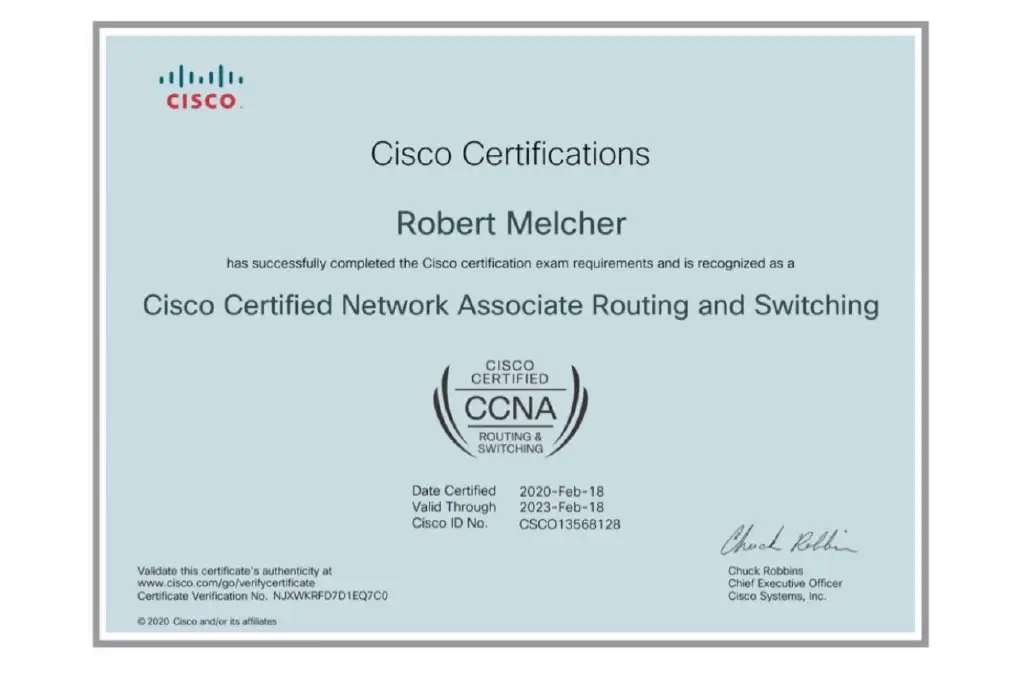 CISCO
Cisco Certifications
Robert Melcher
has successfully completed the Cisco certification exam requirements and is recognized as a
Cisco Certified Network Associate Routing and Switching
CISCO
CERTIFIED
CCNA
ROUTING &
SWITCHING
Date Certified 2020-Feb-18
Valid Through 2023-Feb-18
Cisco ID No. CSCO13568128
Chuck Robbins
Validate this certificate's authenticity at
www.cisco.com/go/verifycertificate
Certificate Verification No. NJXWKRFD7D1EQ7C0
© 2020 Cisco and/or its affiliates
Chuck Robbins
Chief Executive Officer
Cisco Systems, Inc.